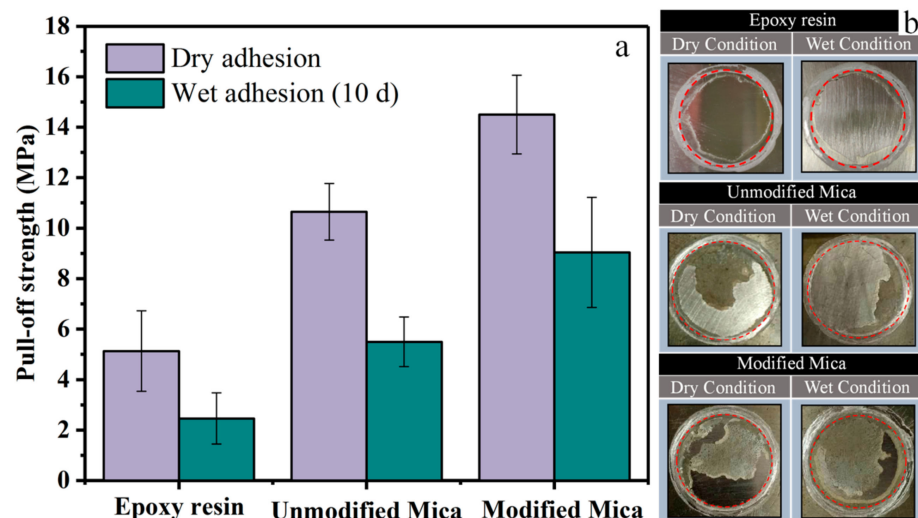 18
16
14
12
10
8
6
4
2
0
Pull-off strength (MPa)
Dry adhesion
Wet adhesion (10 d)
a
Epoxy resin Unmodified Mica Modified Mica
b
Epoxy resin
Dry Condition Wet Condition
Unmodified Mica
Dry Condition Wet Condition
Modified Mica
Dry Condition Wet Condition